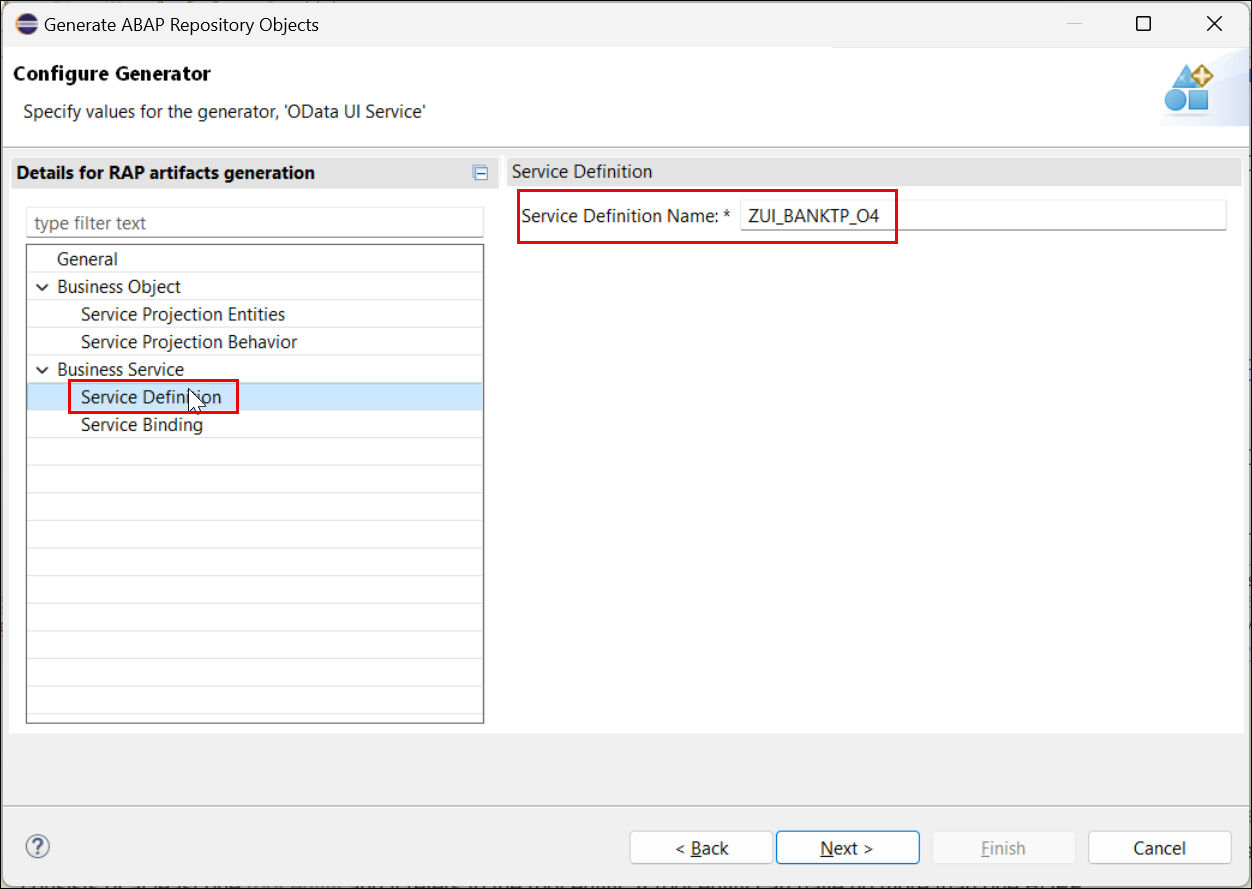 Generate ABAP Repository Objects
Configure Generator
Specify values for the generator, 'OData UI Service'
Details for RAP artifacts generation
Service Definition
type filter text
Service Definition Name: * ZUI_BANKTP_O4
General
Business Object
Service Projection Entities
Service Projection Behavior
Business Service
Service Definition
Service Binding
?
< Back
Next >
Finish
Cancel